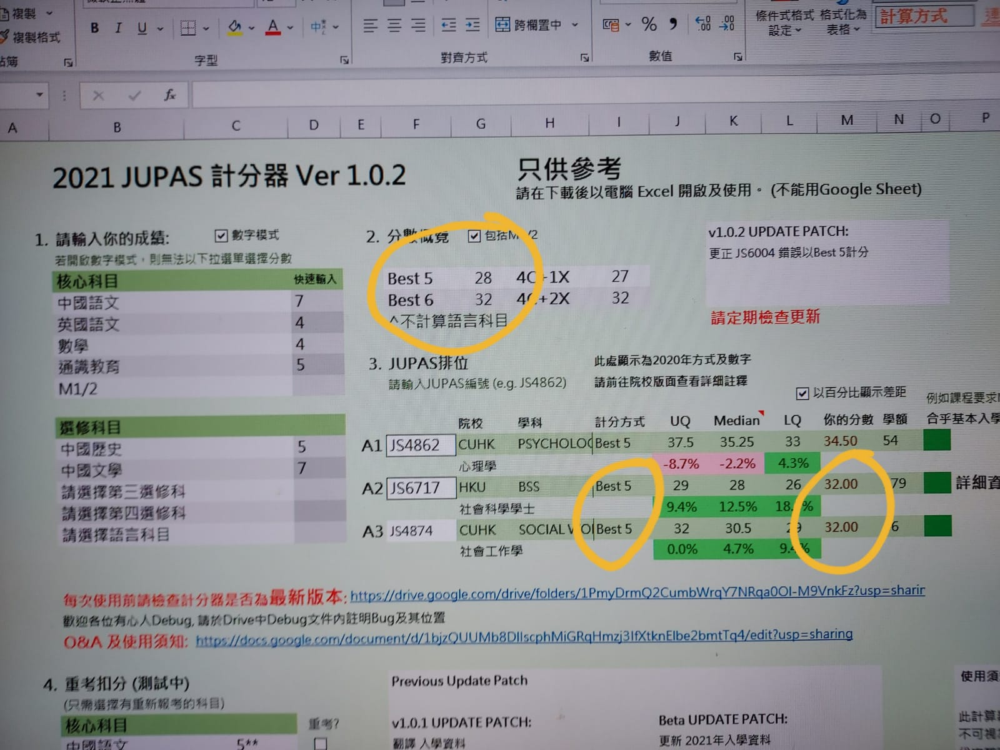 複製
複製格式
B I U A 中
跨欄置中
% 9
條件式格式 格式化為
設定 表格
計算方式
字型
對齊方式
數值
fx
A B C D E F G H I J K L M N O P
2021 JUPAS 計分器 Ver 1.0.2
只供參考
請在下載後以電腦 Excel 開啟及使用。 (不能用Google Sheet)
1. 請輸入你的成績:
數字模式
若開啟數字模式，則無法以下拉選單選擇分數
核心科目 快速輸入
中國語文 7
英國語文 4
數學 4
通識教育 5
M1/2
選修科目
中國歷史 5
中國文學 7
請選擇第三選修科
請選擇第四選修科
請選擇語言科目
2. 分數概覽
包括M1/2
Best 5 28 4C+1X 27
Best 6 32 4C+2X 32
^不計算語言科目
v1.0.2 UPDATE PATCH:
更正 JS6004 錯誤以Best 5計分
請定期檢查更新
3. JUPAS排位
請輸入JUPAS編號 (e.g. JS4862)
此處顯示為2020年方式及數字
請前往院校版面查看詳細註釋
以百分比顯示差距
例如課程要求
院校 學科 計分方式 UQ Median LQ 你的分數 學額 合乎基本入學
A1 JS4862 CUHK PSYCHOLOG Best 5 37.5 35.25 33 34.50 54
心理學 -8.7% -2.2% 4.3%
A2 JS6717 HKU BSS Best 5 29 28 26 32.00 79 詳細資
社會科學學士 9.4% 12.5% 18. %
A3 JS4874 CUHK SOCIAL WO Best 5 32 30.5 29 32.00 6
社會工作學 0.0% 4.7% 9.4%
每次使用前請檢查計分器是否為最新版本: https://drive.google.com/drive/folders/1PmyDrmQ2CumbWrqY7NRqa0OI-M9VnkFz?usp=sharin
歡迎各位有心人Debug, 請於Drive中Debug文件內註明Bug及其位置
Q&A 及使用須知: https://docs.google.com/document/d/1bjzQUUMb8DIIscphMiGRqHmzj3IfXtknElbe2bmtTq4/edit?usp=sharing
4. 重考扣分 (測試中)
(只需選擇有重新報考的科目)
核心科目 重考?
中國語文 5**
Previous Update Patch
v1.0.1 UPDATE PATCH:
翻譯 入學資料
Beta UPDATE PATCH:
更新 2021年入學資料
使用須
此計算
不可視